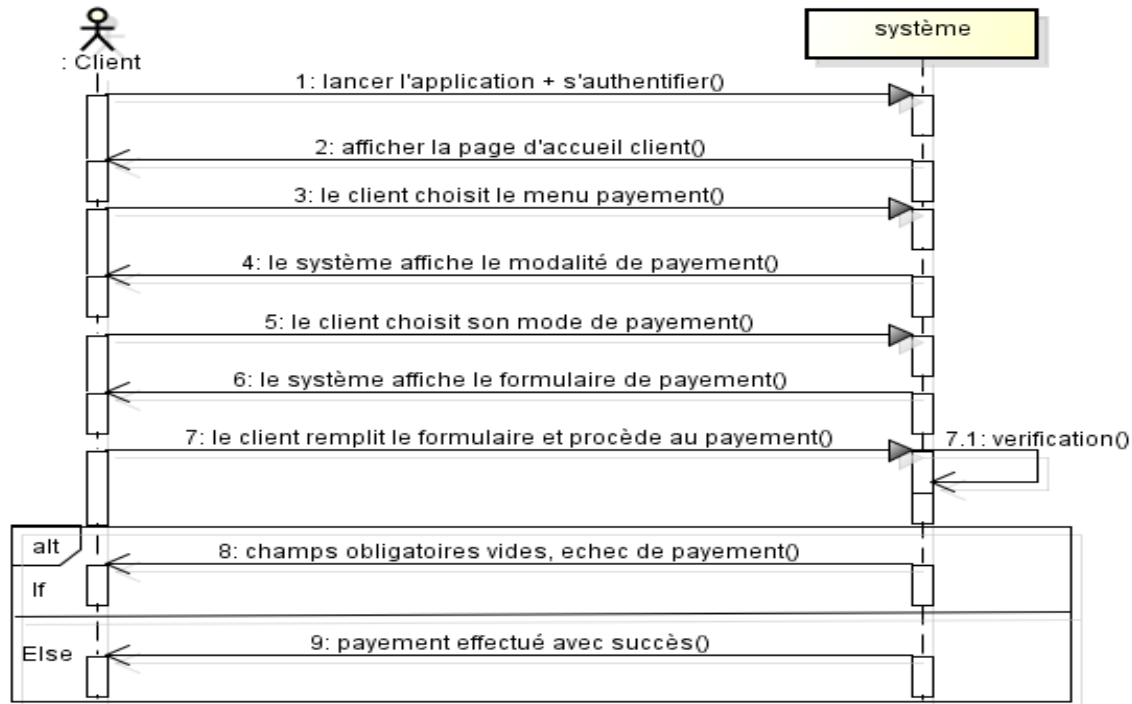 système
: Client
1: lancer l'application + s'authentifier()
2: afficher la page d'accueil client()
3: le client choisit le menu payement()
4: le système affiche le modalité de payement()
5: le client choisit son mode de payement()
6: le système affiche le formulaire de payement()
7: le client remplit le formulaire et procède au payement()
7.1: verification()
alt
8: champs obligatoires vides, echec de payement()
If
Else
9: payement effectué avec succès()